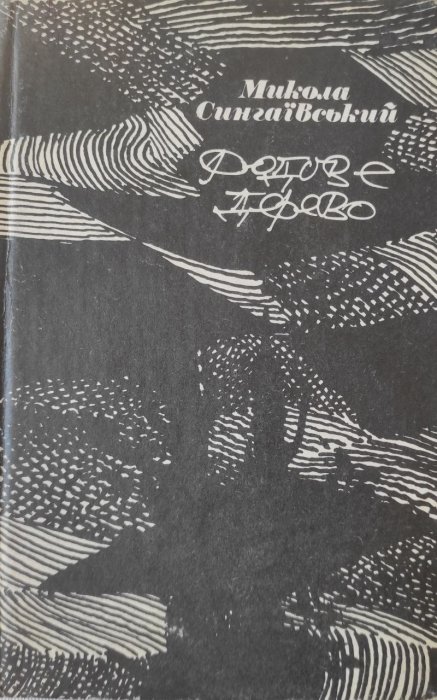 Микола
Сингаївський
Родове
дерево